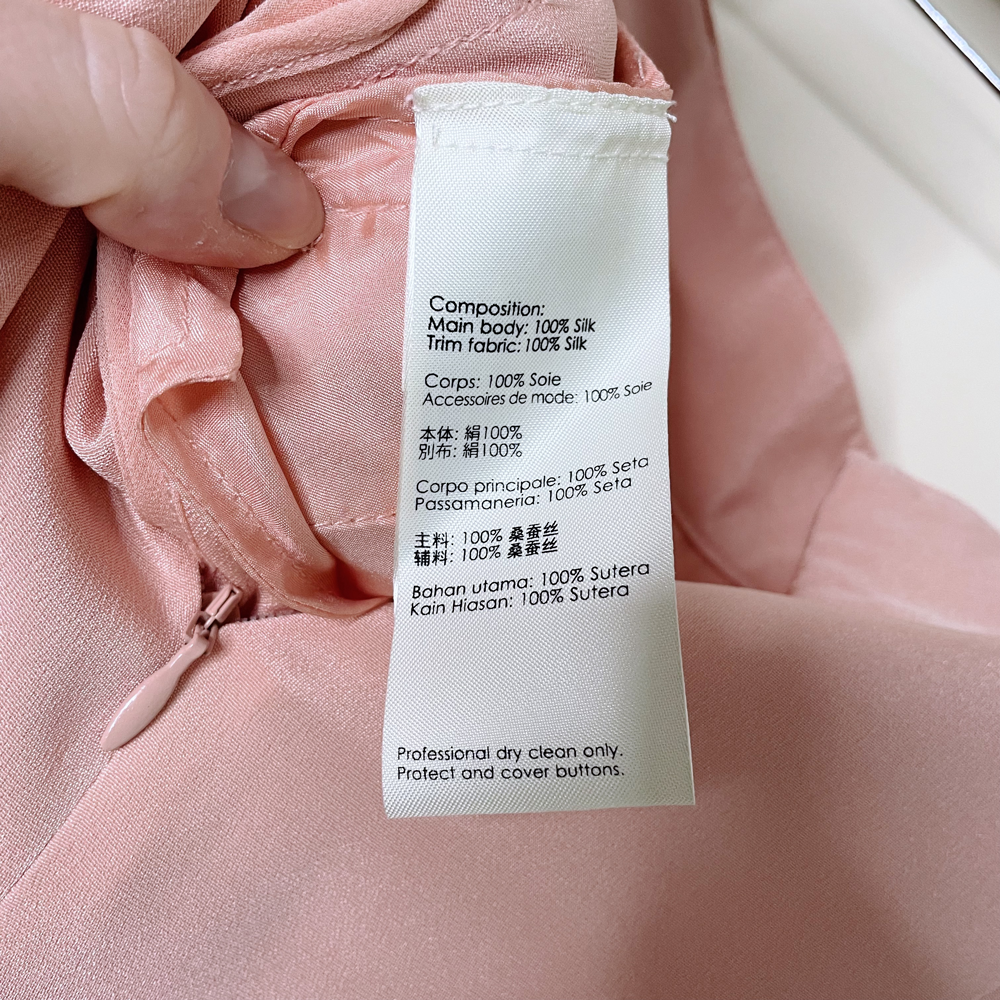 Composition:
Main body: 100% Silk
Trim fabric: 100% Silk
Corps: 100% Soie
Accessoires de mode: 100% Soie
本体: 絹100%
別布: 絹100%
Corpo principale: 100% Seta
Passamaneria: 100% Seta
主料: 100% 桑蚕丝
辅料: 100% 桑蚕丝
Bahan utama: 100% Sutera
Kain Hiasan: 100% Sutera
Professional dry clean only.
Protect and cover buttons.